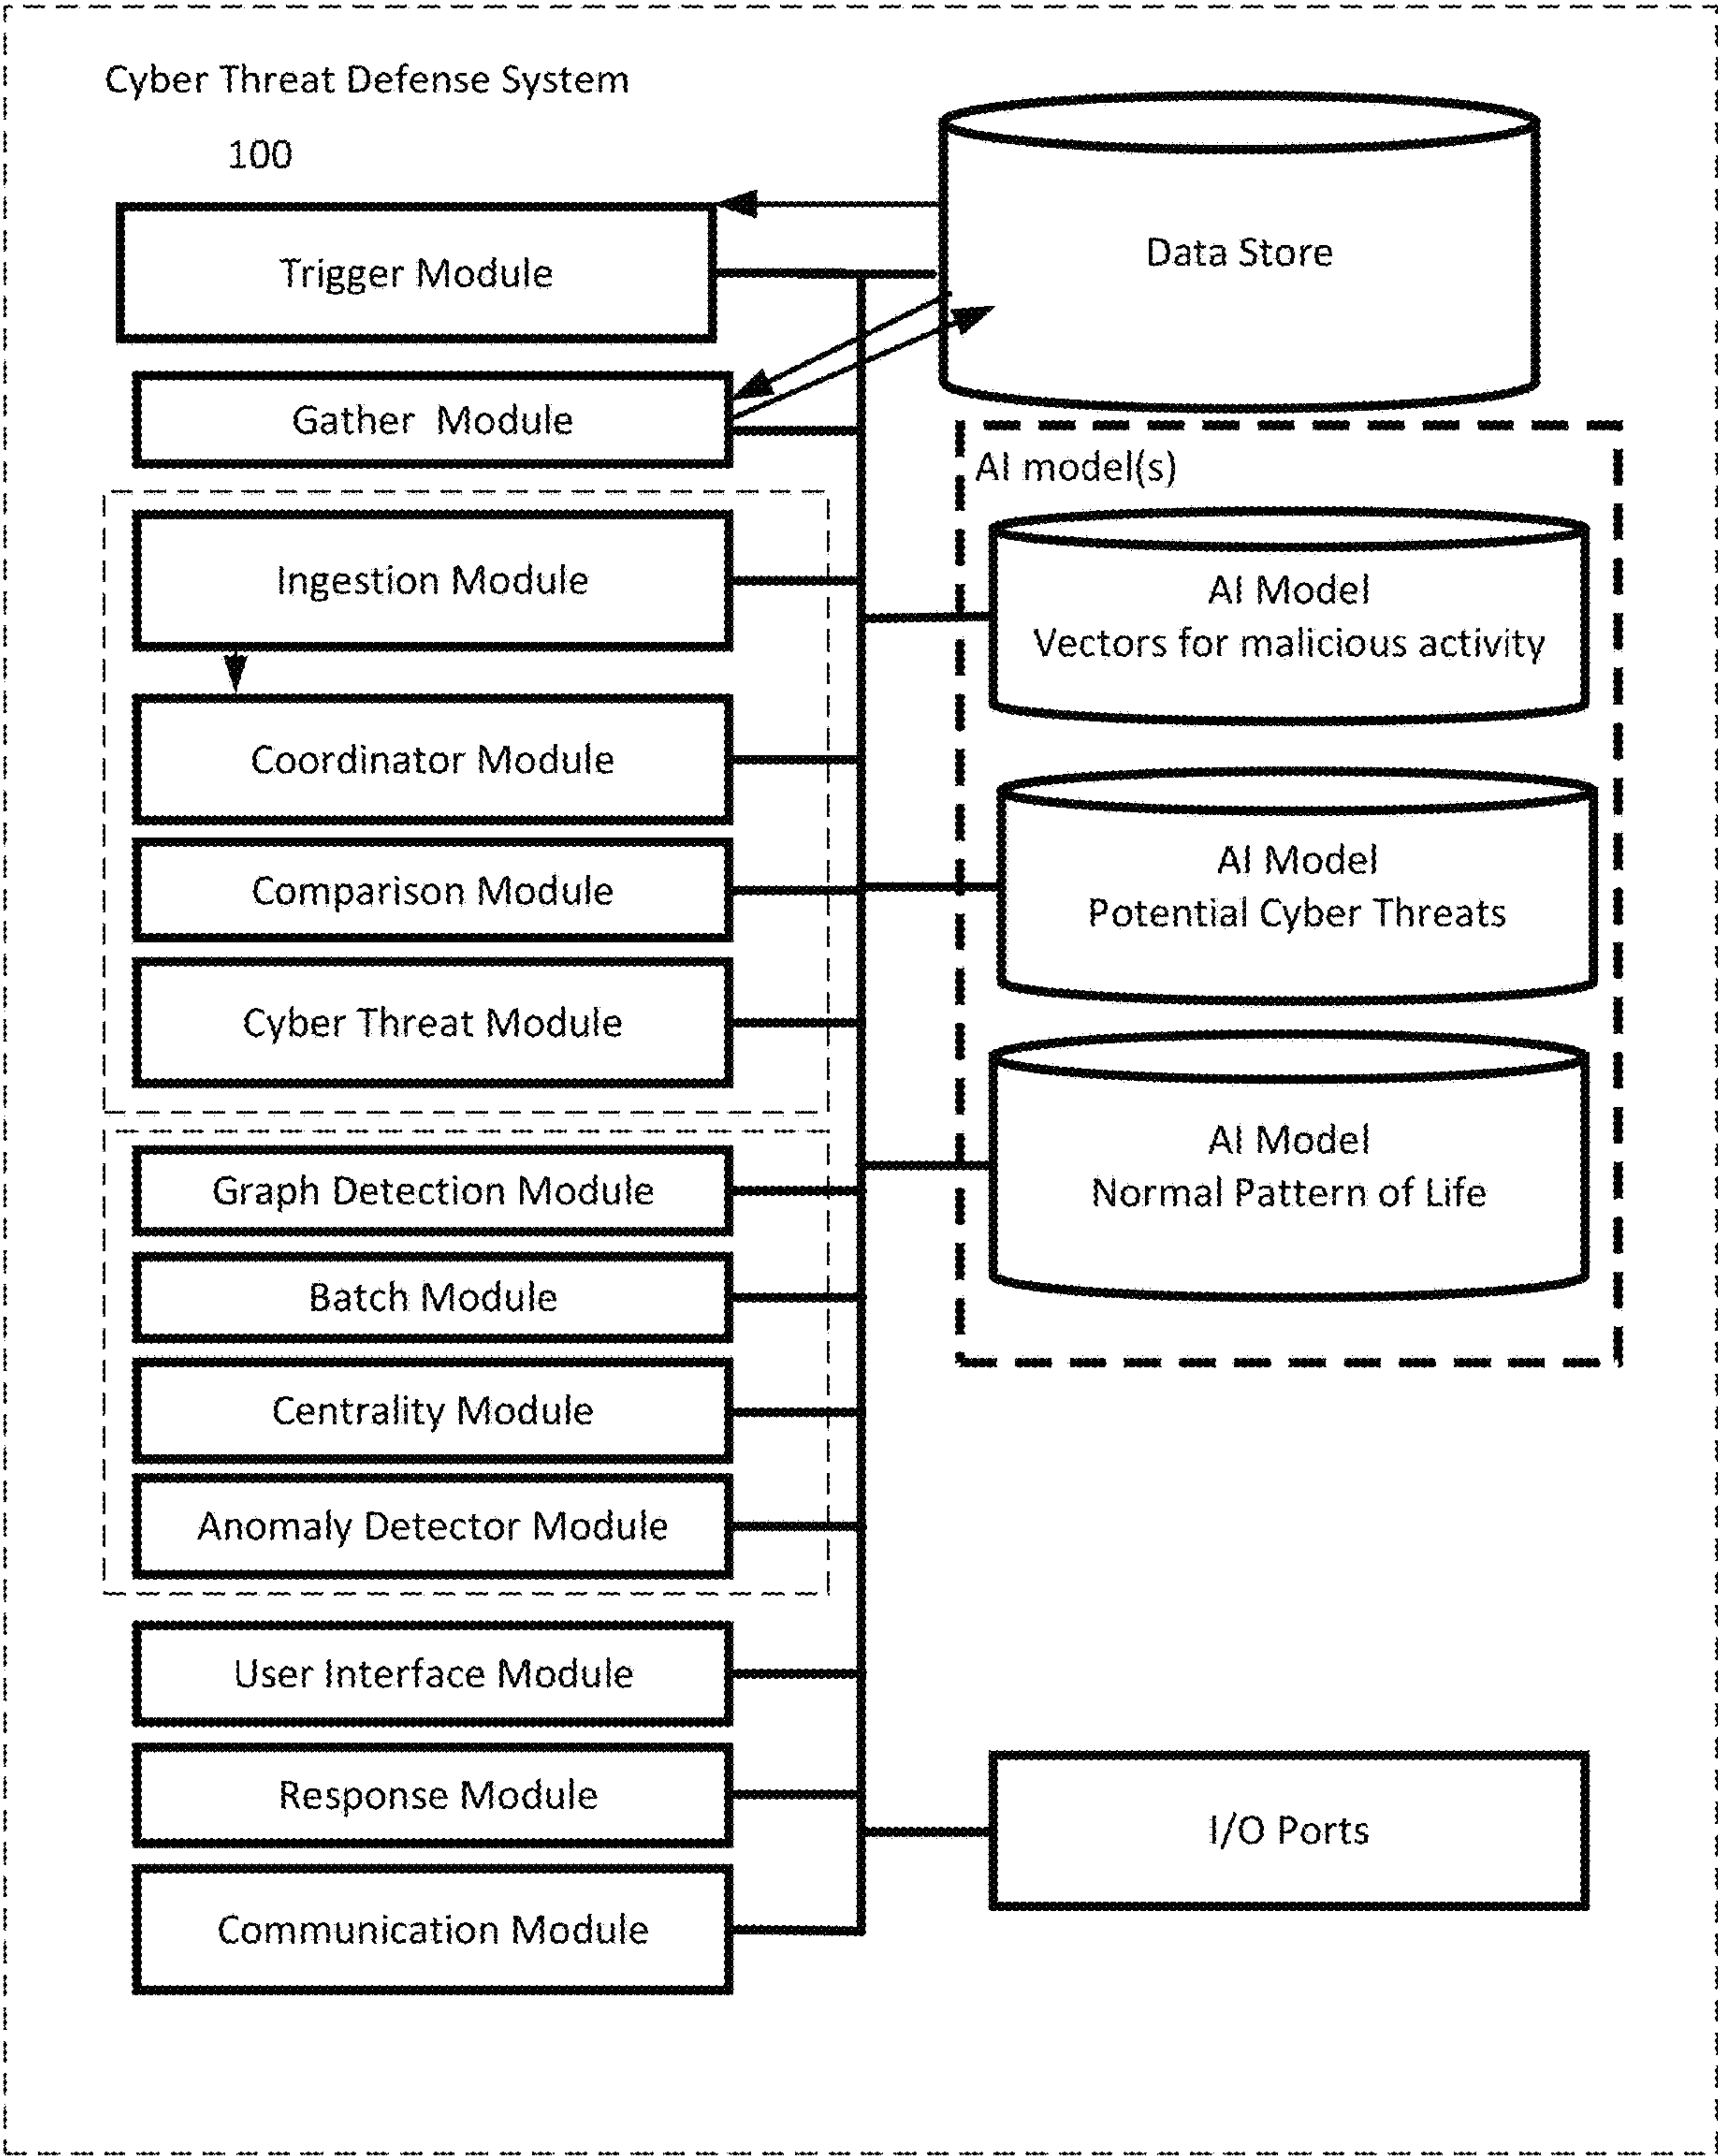 Cyber Threat Defense System
100
Trigger Module
Data Store
Gather Module
AI model(s)
Ingestion Module
AI Model
Vectors for malicious activity
Coordinator Module
Comparison Module
AI Model
Potential Cyber Threats
Cyber Threat Module
AI Model
Normal Pattern of Life
Graph Detection Module
Batch Module
Centrality Module
Anomaly Detector Module
User Interface Module
Response Module
I/O Ports
Communication Module